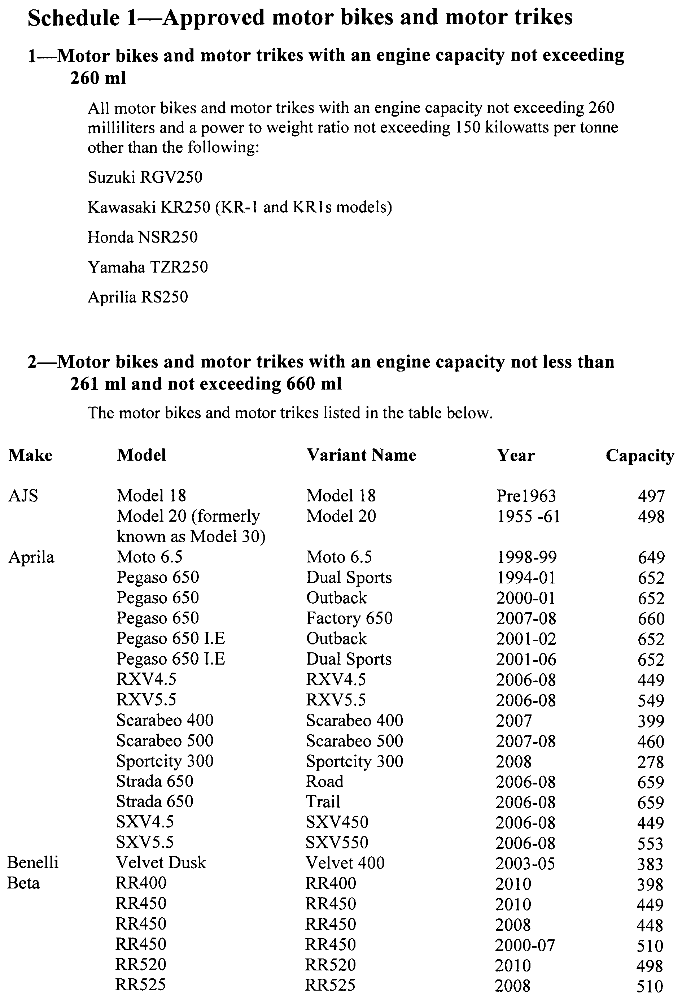 Schedule 1—Approved motor bikes and motor trikes
1—Motor bikes and motor trikes with an engine capacity not exceeding
260 ml
All motor bikes and motor trikes with an engine capacity not exceeding 260
milliliters and a power to weight ratio not exceeding 150 kilowatts per tonne
other than the following:
Suzuki RGV250
Kawasaki KR250 (KR-1 and KR1s models)
Honda NSR250
Yamaha TZR250
Aprilia RS250
2—Motor bikes and motor trikes with an engine capacity not less than
261 ml and not exceeding 660 ml
The motor bikes and motor trikes listed in the table below.
Make Model Variant Name Year Capacity
AJS Model 18 Model 18 Pre1963 497
Model 20 (formerly Model 20 1955 -61 498
known as Model 30)
Aprila Moto 6.5 Moto 6.5 1998-99 649
Pegaso 650 Dual Sports 1994-01 652
Pegaso 650 Outback 2000-01 652
Pegaso 650 Factory 650 2007-08 660
Pegaso 650 I.E Outback 2001-02 652
Pegaso 650 I.E Dual Sports 2001-06 652
RXV4.5 RXV4.5 2006-08 449
RXV5.5 RXV5.5 2006-08 549
Scarabeo 400 Scarabeo 400 2007 399
Scarabeo 500 Scarabeo 500 2007-08 460
Sportcity 300 Sportcity 300 2008 278
Strada 650 Road 2006-08 659
Strada 650 Trail 2006-08 659
SXV4.5 SXV450 2006-08 449
SXV5.5 SXV550 2006-08 553
Benelli Velvet Dusk Velvet 400 2003-05 383
Beta RR400 RR400 2010 398
RR450 RR450 2010 449
RR450 RR450 2008 448
RR450 RR450 2000-07 510
RR520 RR520 2010 498
RR525 RR525 2008 510